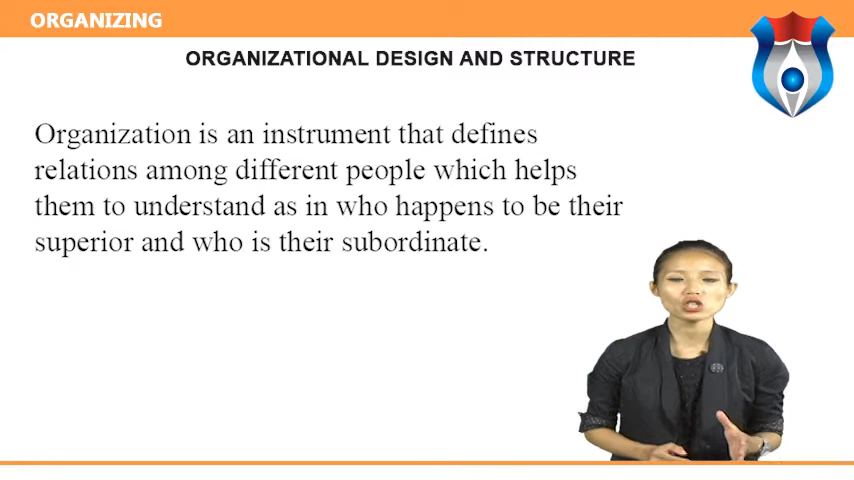 ORGANIZING
ORGANIZATIONAL DESIGN AND STRUCTURE
Organization is an instrument that defines
relations among different people which helps
them to understand as in who happens to be their
superior and who is their subordinate.